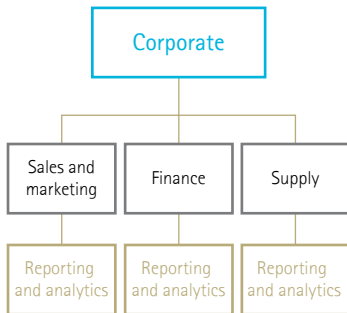 Corporate
Sales and
marketing
Finance
Supply
Reporting
and analytics
Reporting
and analytics
Reporting
and analytics